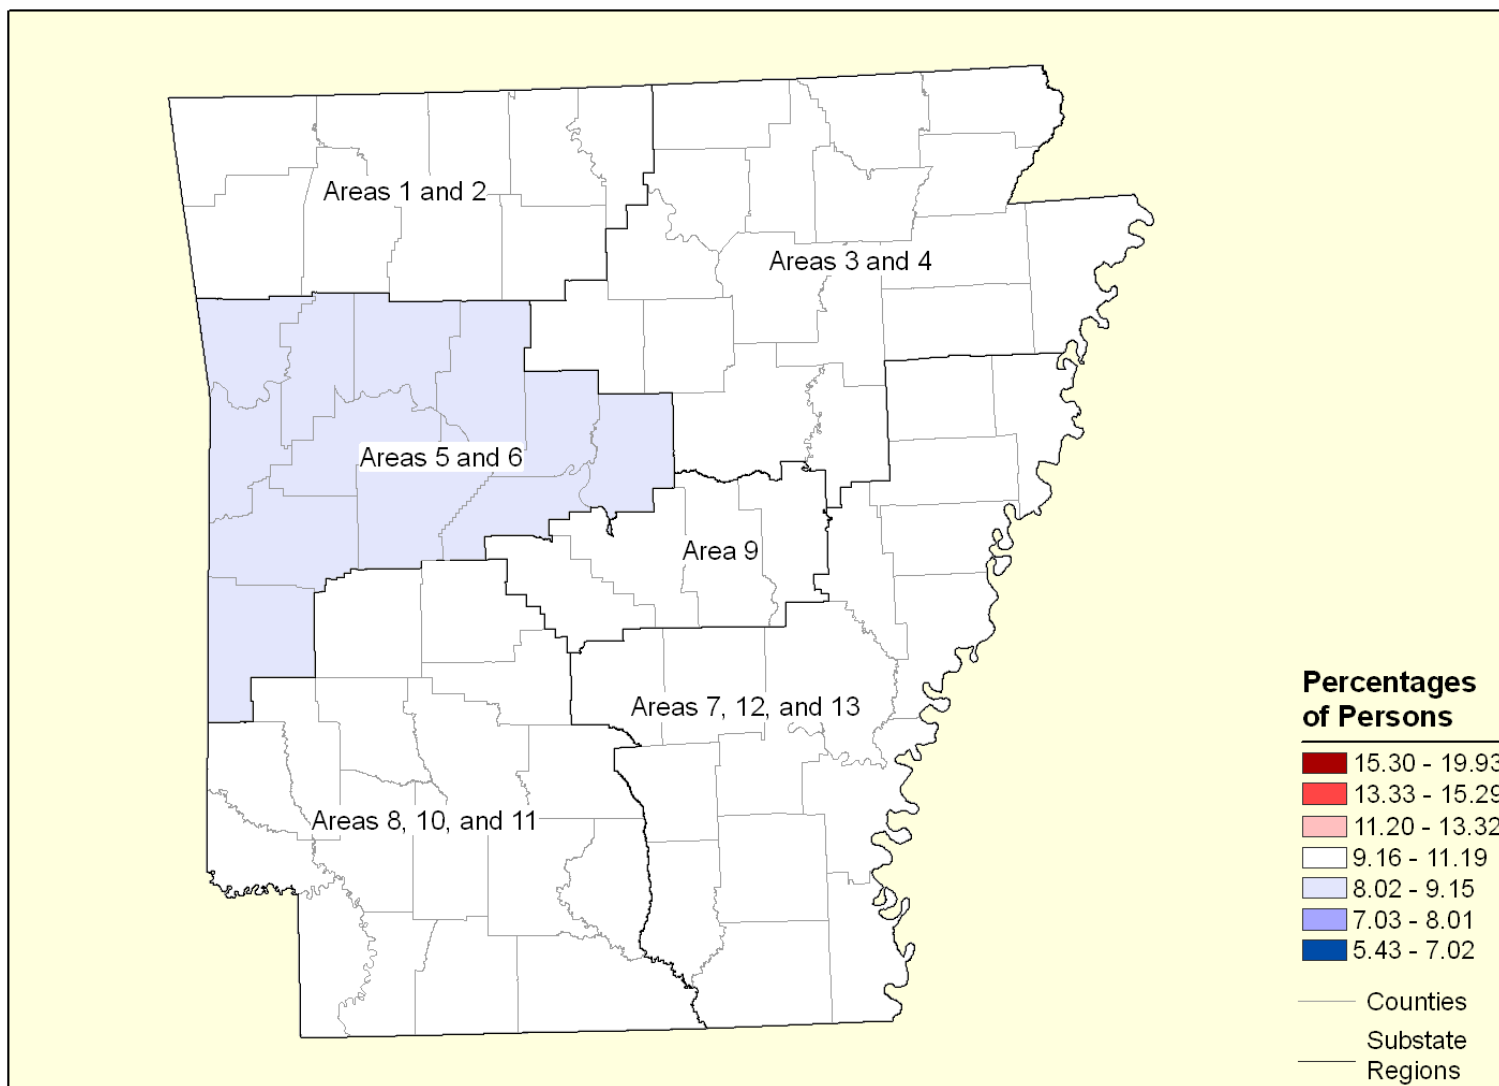 Areas 1 and 2
Areas 3 and 4
Areas 5 and 6
Area 9
Areas 7, 12, and 13
Areas 8, 10, and 11
Percentages
of Persons
15.30 - 19.93
13.33 - 15.29
11.20 - 13.32
9.16 - 11.19
8.02 - 9.15
7.03 - 8.01
5.43 - 7.02
Counties
Substate
Regions